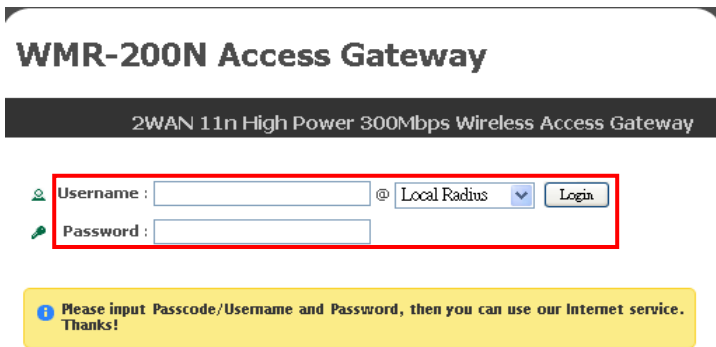 WMR-200N Access Gateway
2WAN 11n High Power 300Mbps Wireless Access Gateway
Username : @ Local Radius Login
Password :
Please input Passcode/Username and Password, then you can use our Internet service.
Thanks!